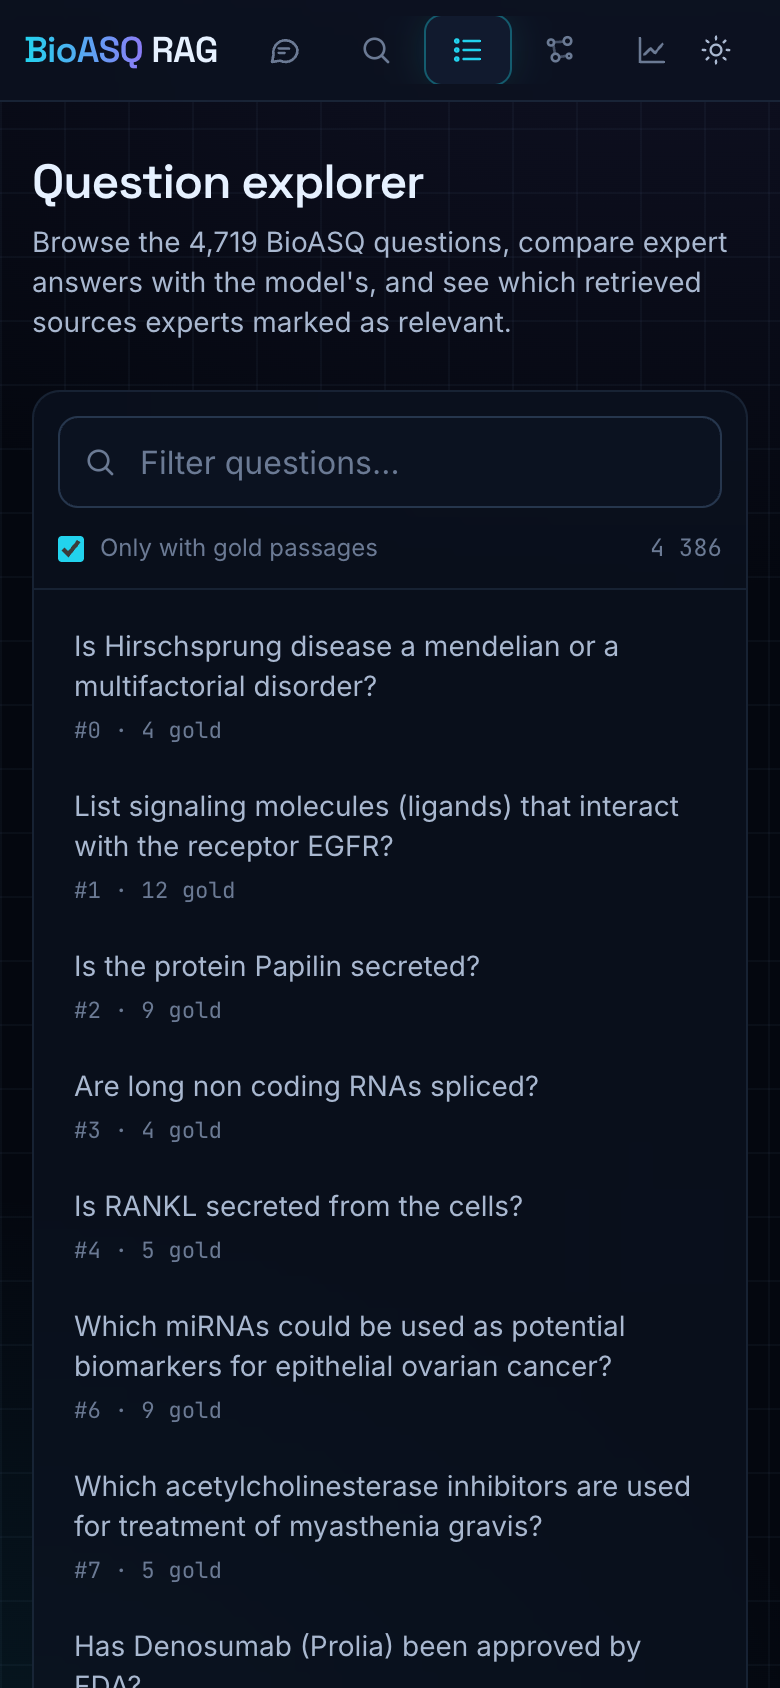 BioASQ RAG
Question explorer
Browse the 4,719 BioASQ questions, compare expert
answers with the model's, and see which retrieved
sources experts marked as relevant.
Filter questions...
Only with gold passages 4 386
Is Hirschsprung disease a mendelian or a
multifactorial disorder?
#0 · 4 gold
List signaling molecules (ligands) that interact
with the receptor EGFR?
#1 · 12 gold
Is the protein Papilin secreted?
#2 · 9 gold
Are long non coding RNAs spliced?
#3 · 4 gold
Is RANKL secreted from the cells?
#4 · 5 gold
Which miRNAs could be used as potential
biomarkers for epithelial ovarian cancer?
#6 · 9 gold
Which acetylcholinesterase inhibitors are used
for treatment of myasthenia gravis?
#7 · 5 gold
Has Denosumab (Prolia) been approved by
FDA?